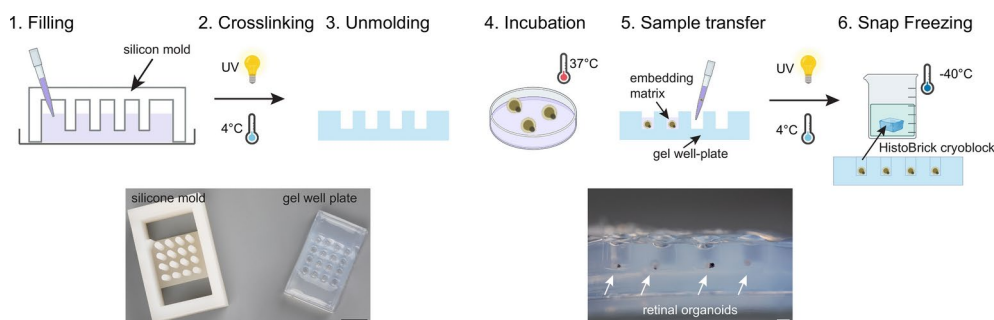 1. Filling
2. Crosslinking
3. Unmolding
4. Incubation
5. Sample transfer
6. Snap Freezing
silicon mold
UV
4°C
37°C
embedding
matrix
gel well-plate
UV
4°C
-40°C
HistoBrick cryoblock
silicone mold
gel well plate
retinal organoids